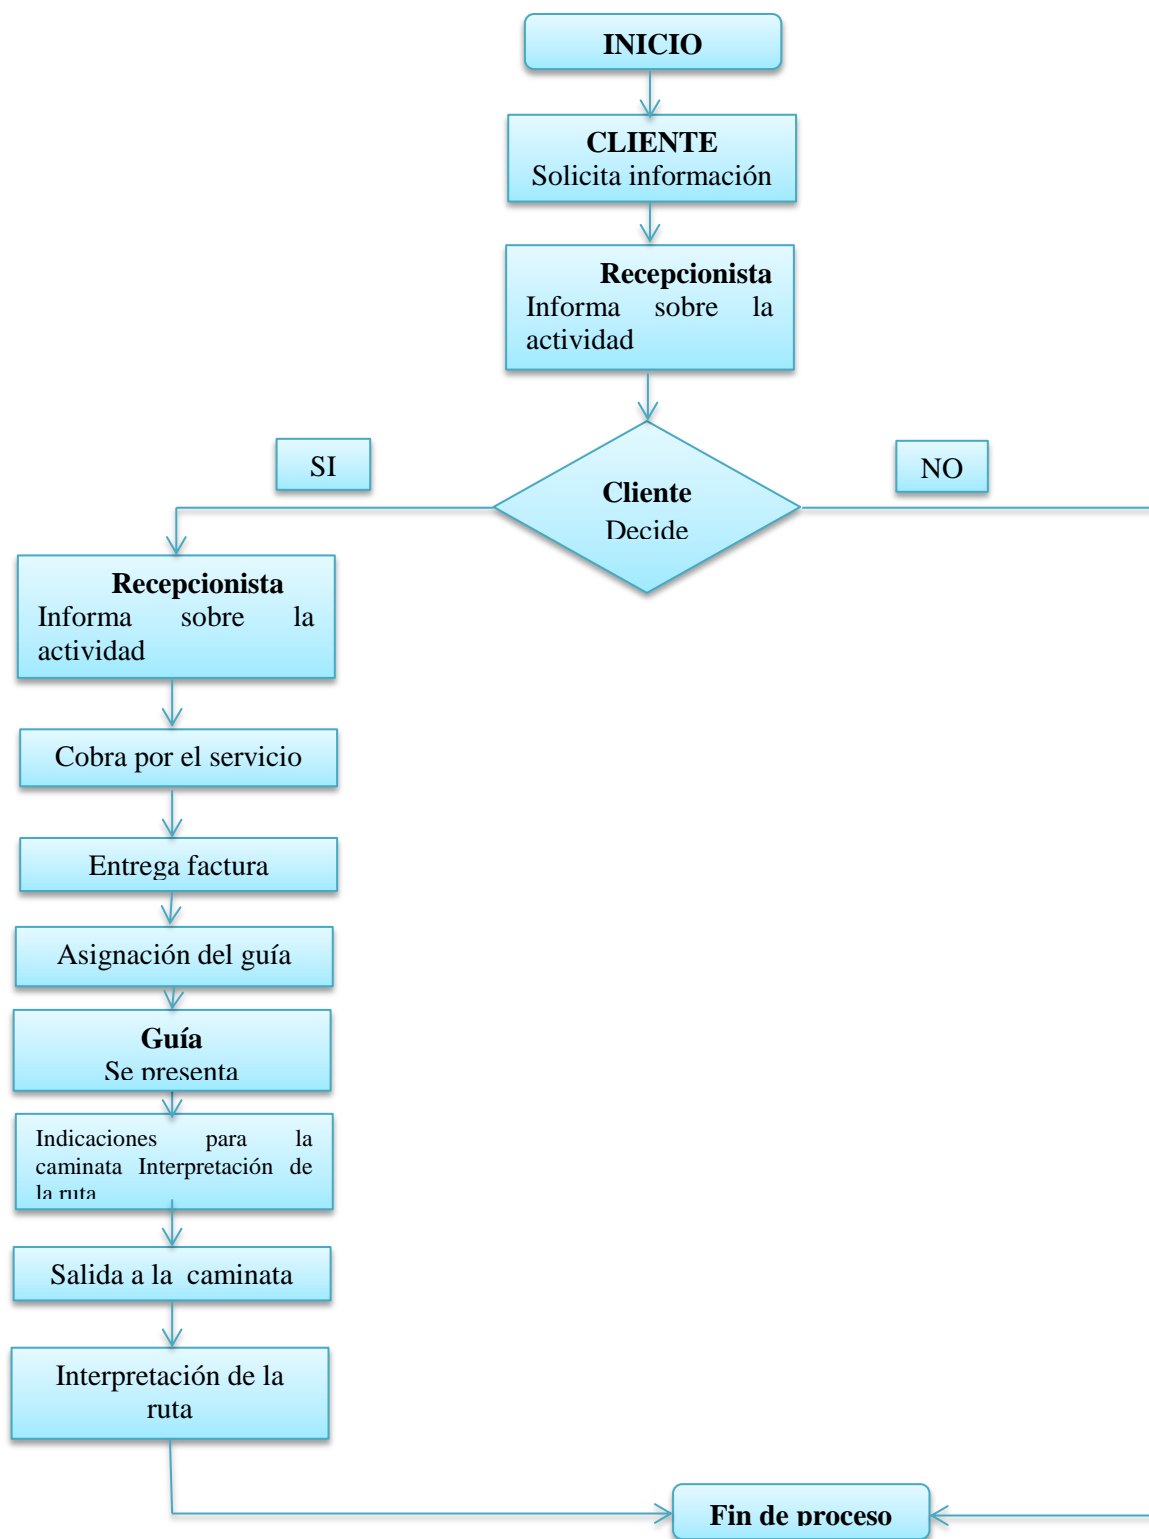 INICIO
CLIENTE
Solicita información
Recepcionista
Informa sobre la
actividad
SI
NO
Cliente
Decide
Recepcionista
Informa sobre la
actividad
Cobra por el servicio
Entrega factura
Asignación del guía
Guía
Se presenta
Indicaciones para la
caminata Interpretación de
la ruta
Salida a la caminata
Interpretación de la
ruta
Fin de proceso